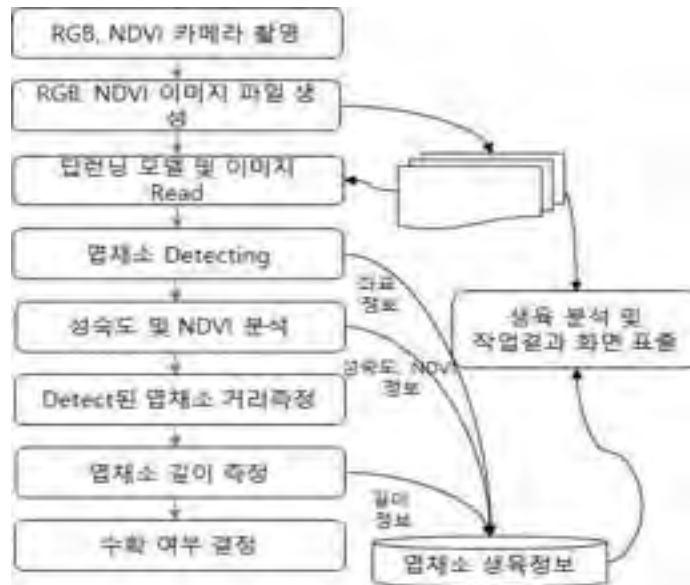 RGB, NDVI 카메라 촬영
RGB, NDVI 이미지 파일 생
성
딥런닝 모델 및 이미지
Read
엽채소 Detecting
좌표
정보
성숙도 및 NDVI 분석
생육 분석 및
작업결과 화면 표출
성숙도, NDVI
정보
Detect된 엽채소 거리측정
엽채소 길이 측정
길이
정보
수확 여부 결정
엽채소 생육정보